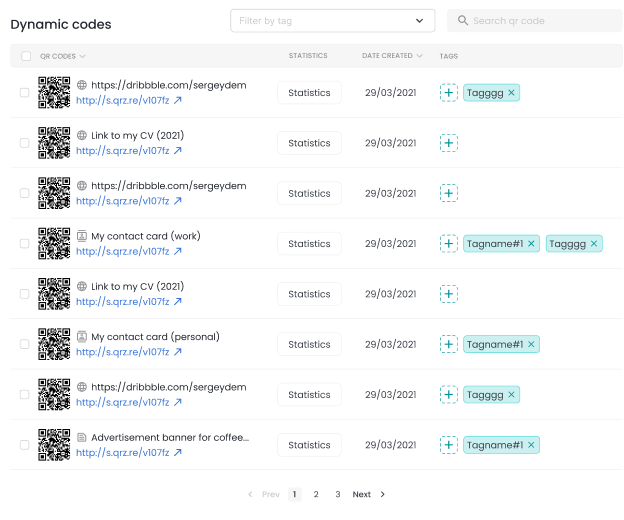 Dynamic codes
Filter by tag
Search qr code
QR CODES STATISTICS DATE CREATED TAGS
https://dribbble.com/sergeydem
http://s.qrz.re/v107fz
Statistics 29/03/2021 + Tagggg ×
Link to my CV (2021)
http://s.qrz.re/v107fz
Statistics 29/03/2021 +
https://dribbble.com/sergeydem
http://s.qrz.re/v107fz
Statistics 29/03/2021 +
My contact card (work)
http://s.qrz.re/v107fz
Statistics 29/03/2021 + Tagname#1 × Tagggg ×
Link to my CV (2021)
http://s.qrz.re/v107fz
Statistics 29/03/2021 +
My contact card (personal)
http://s.qrz.re/v107fz
Statistics 29/03/2021 + Tagname#1 ×
https://dribbble.com/sergeydem
http://s.qrz.re/v107fz
Statistics 29/03/2021 + Tagggg ×
Advertisement banner for coffee...
http://s.qrz.re/v107fz
Statistics 29/03/2021 + Tagname#1 ×
< Prev 1 2 3 Next >